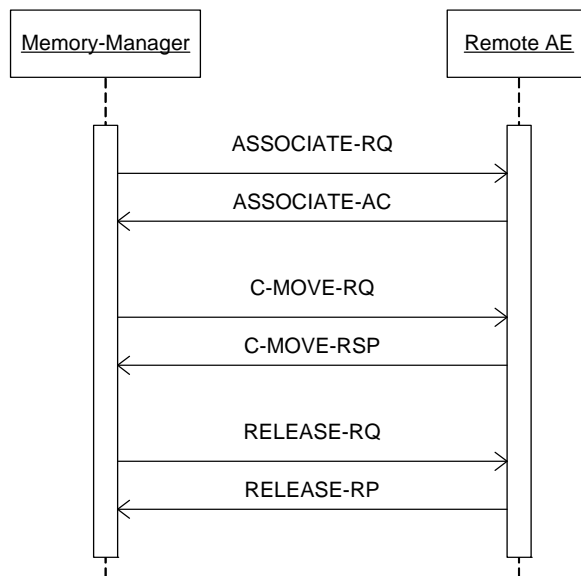 Memory-Manager
Remote AE
ASSOCIATE-RQ
ASSOCIATE-AC
C-MOVE-RQ
C-MOVE-RSP
RELEASE-RQ
RELEASE-RP